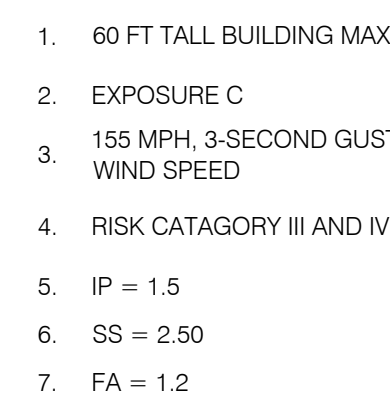 1. 60 FT TALL BUILDING MAX
2. EXPOSURE C
3. 155 MPH, 3-SECOND GUST
WIND SPEED
4. RISK CATAGORY III AND IV
5. IP = 1.5
6. SS = 2.50
7. FA = 1.2